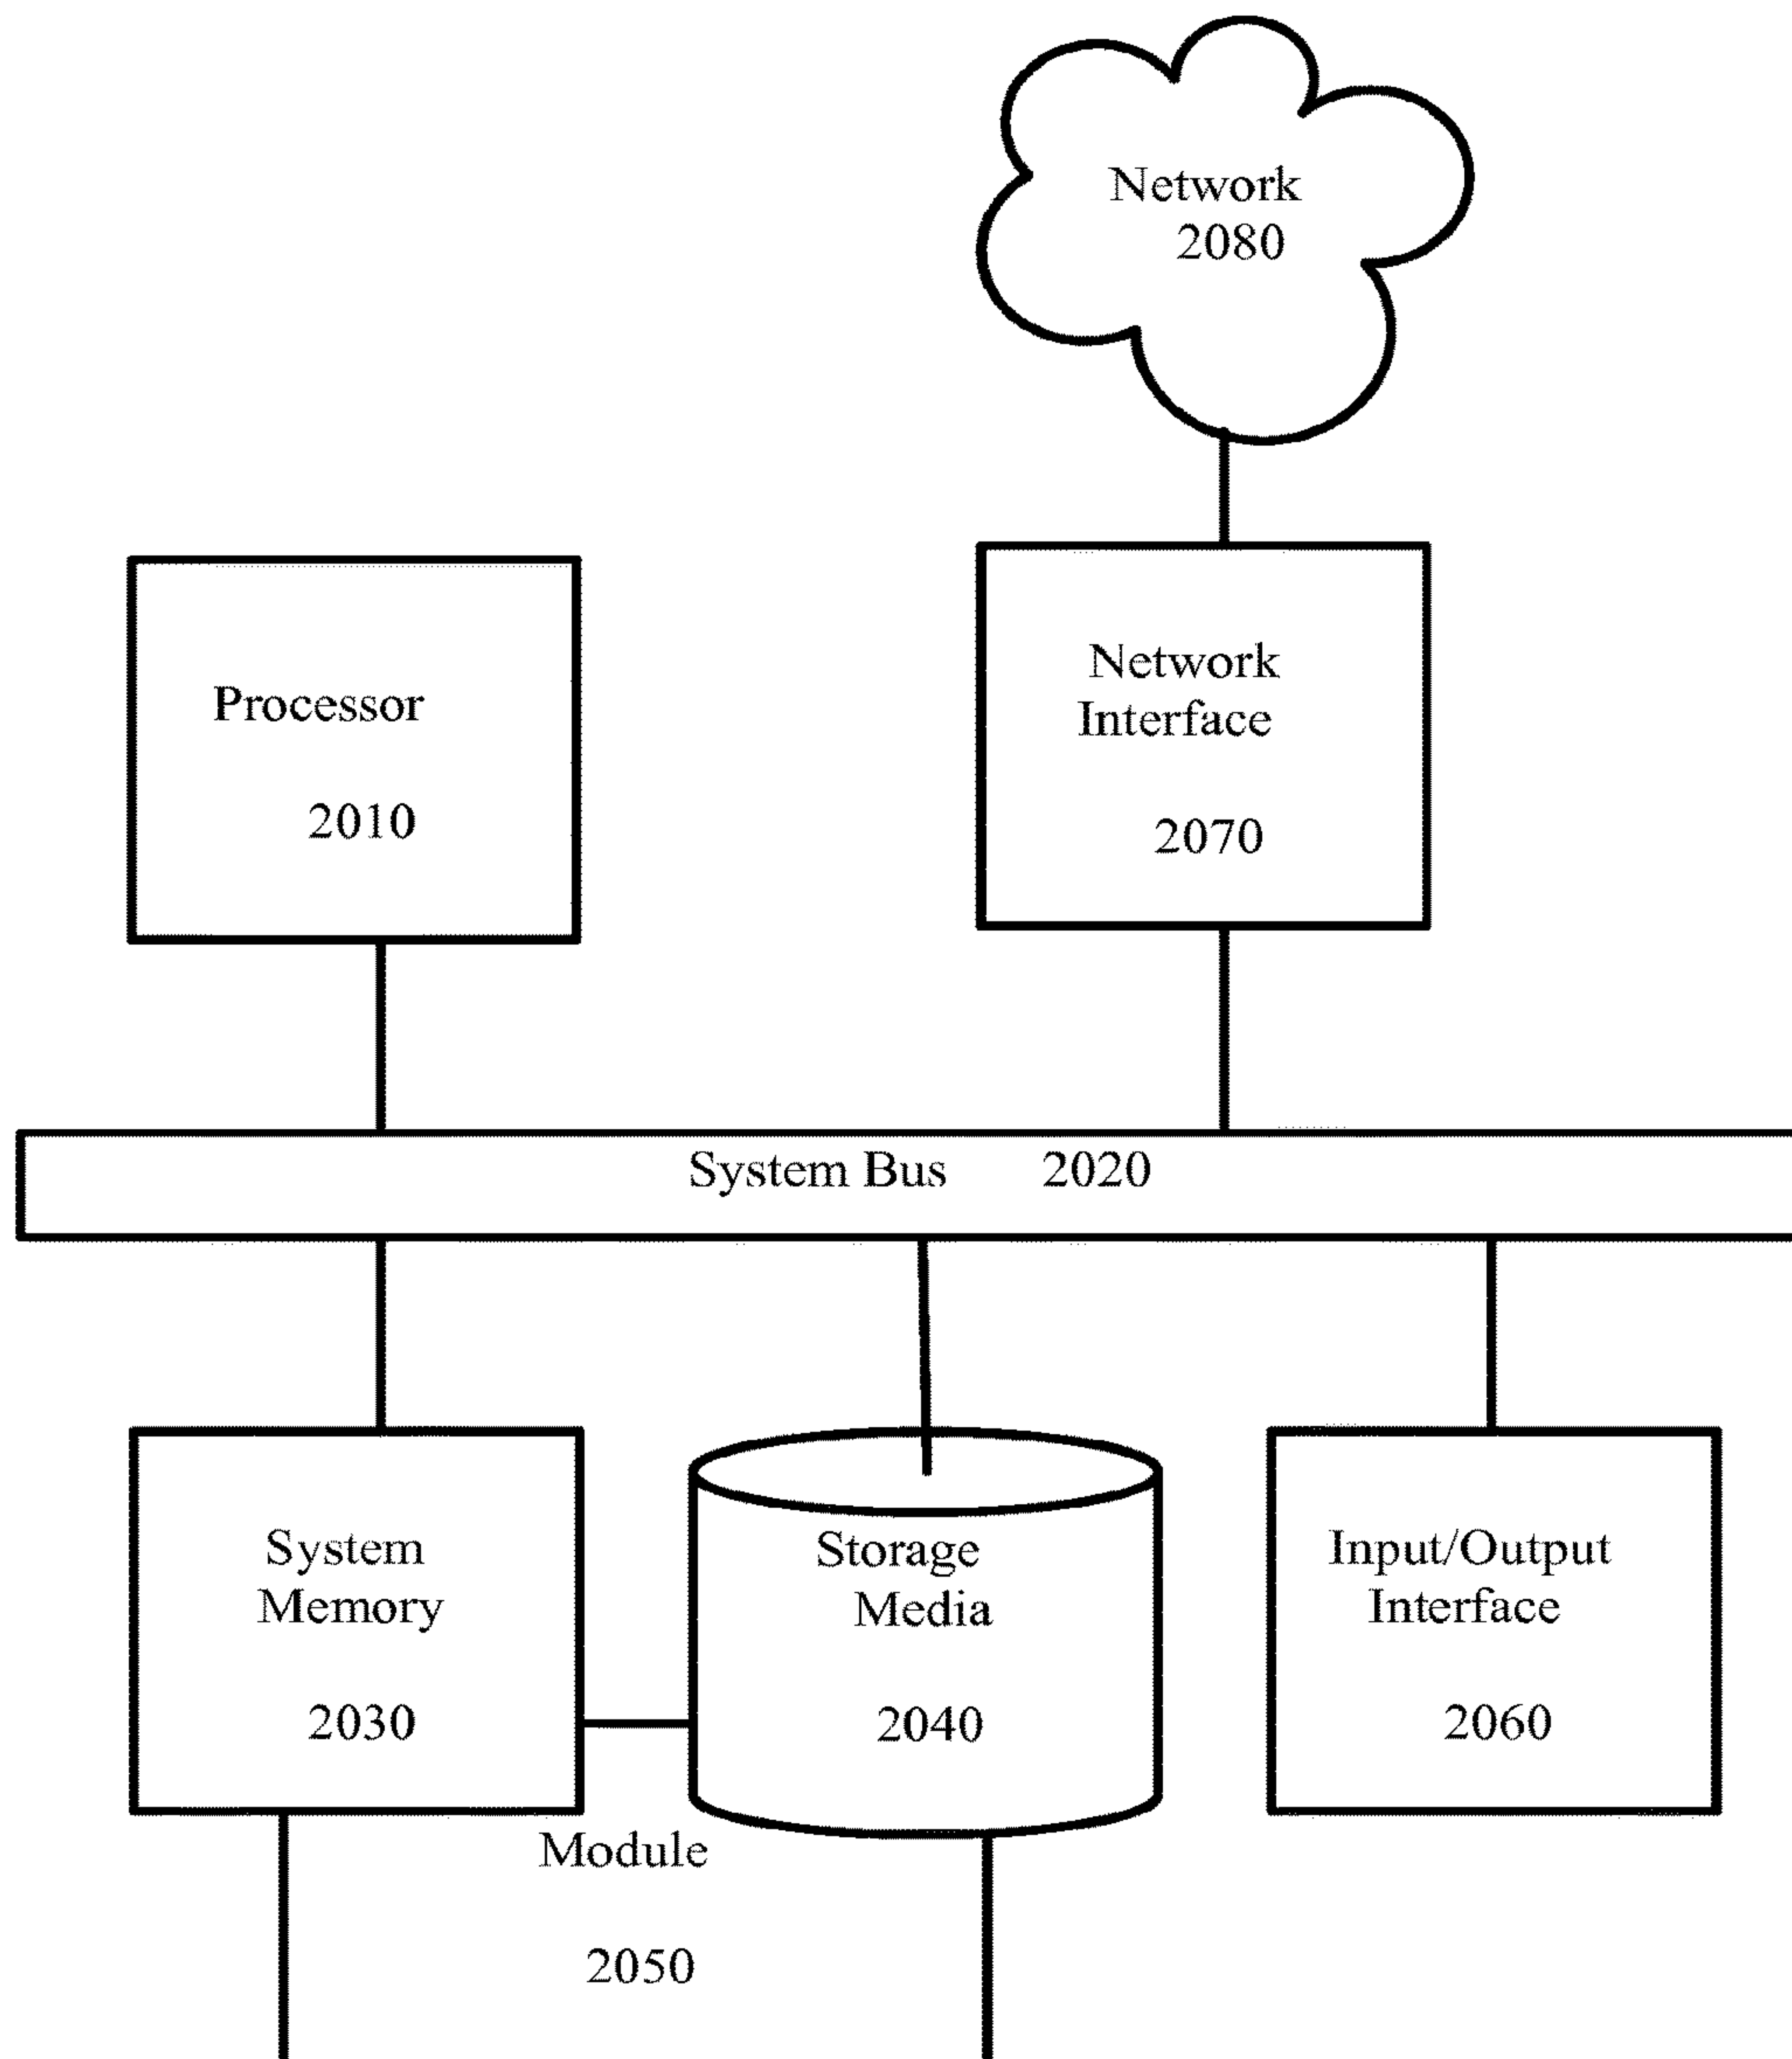 Network
2080
Processor
2010
Network
Interface
2070
System Bus 2020
System
Memory
2030
Storage
Media
2040
Input/Output
Interface
2060
Module
2050